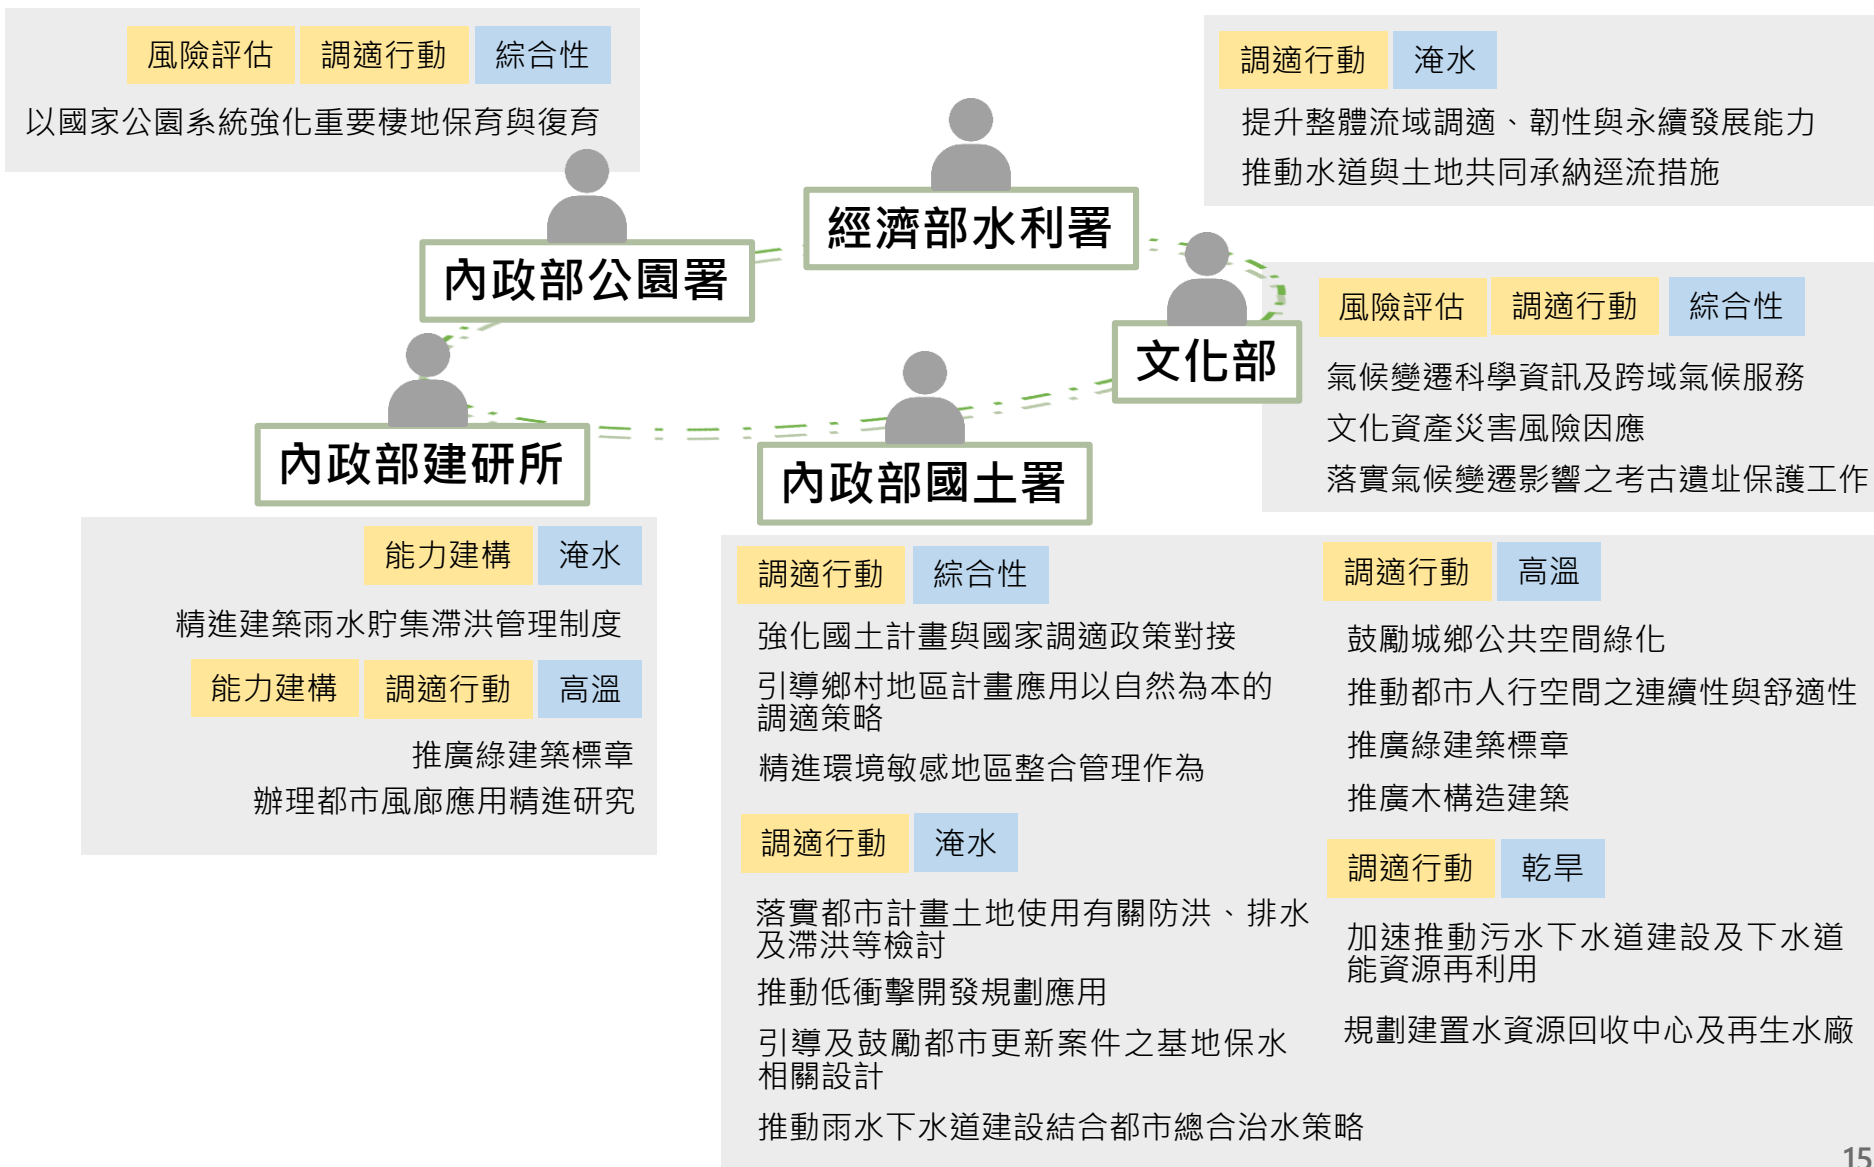 風險評估 調適行動 綜合性
以國家公園系統強化重要棲地保育與復育
內政部公園署
經濟部水利署
調適行動 淹水
提升整體流域調適、韌性與永續發展能力
推動水道與土地共同承納逕流措施
文化部
風險評估 調適行動 綜合性
氣候變遷科學資訊及跨域氣候服務
文化資產災害風險因應
落實氣候變遷影響之考古遺址保護工作
內政部建研所
能力建構 淹水
精進建築雨水貯集滯洪管理制度
能力建構 調適行動 高溫
推廣綠建築標章
辦理都市風廊應用精進研究
內政部國土署
調適行動 綜合性
強化國土計畫與國家調適政策對接
引導鄉村地區計畫應用以自然為本的
調適策略
精進環境敏感地區整合管理作為
調適行動 淹水
落實都市計畫土地使用有關防洪、排水
及滯洪等檢討
推動低衝擊開發規劃應用
引導及鼓勵都市更新案件之基地保水
相關設計
推動雨水下水道建設結合都市總合治水策略
調適行動 高溫
鼓勵城鄉公共空間綠化
推動都市人行空間之連續性與舒適性
推廣綠建築標章
推廣木構造建築
調適行動 乾旱
加速推動污水下水道建設及下水道
能資源再利用
規劃建置水資源回收中心及再生水廠
15